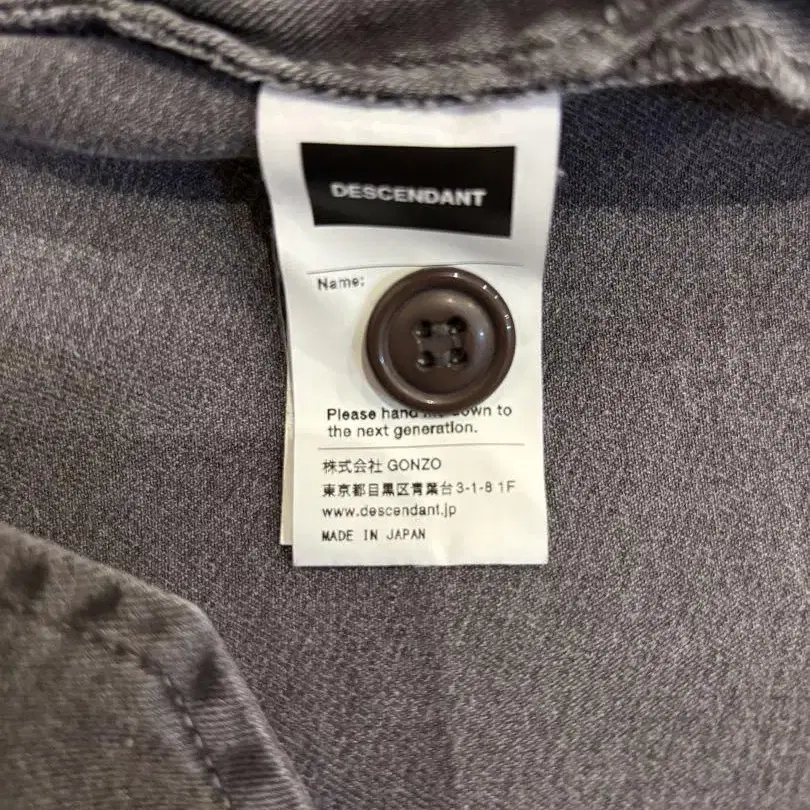 DESCENDANT
Name:
Please hand me down to
the next generation.
株式会社 GONZO
東京都目黒区青葉台3-1-8 1F
www.descendant.jp
MADE IN JAPAN